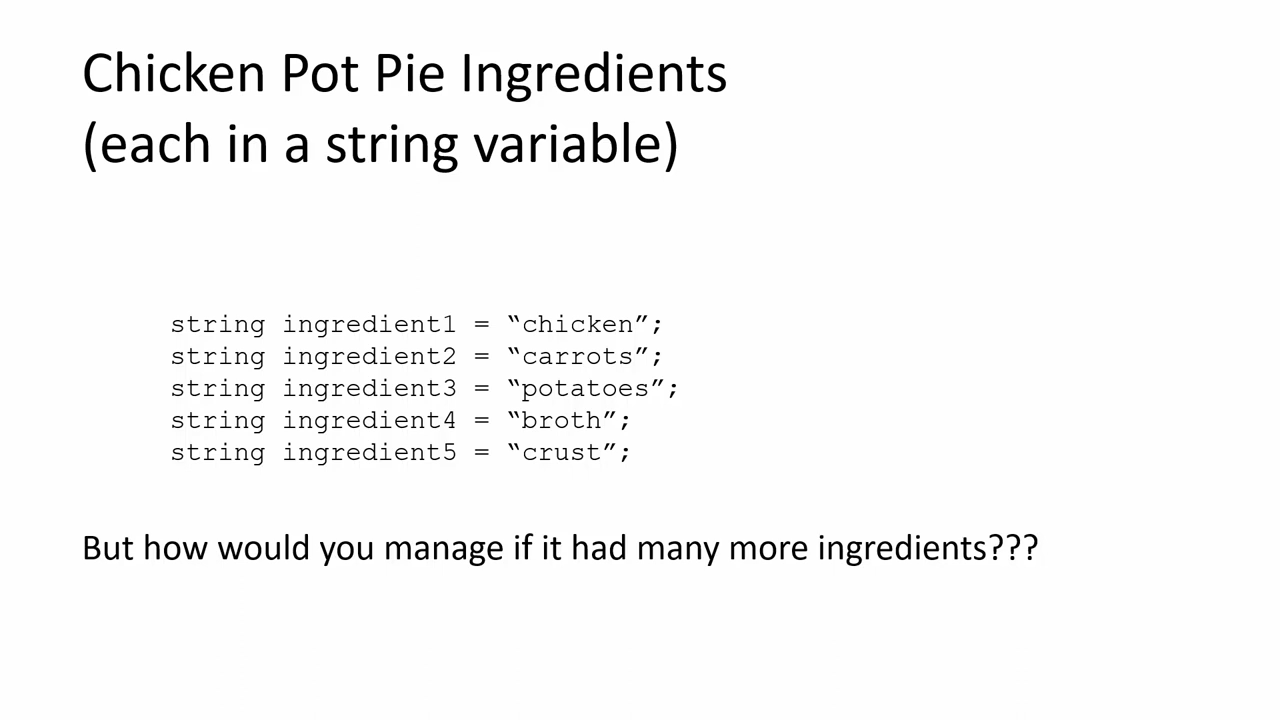 Chicken Pot Pie Ingredients
(each in a string variable)
string ingredient1 = “chicken”;
string ingredient2 = “carrots”;
string ingredient3 = “potatoes”;
string ingredient4 = “broth”;
string ingredient5 = “crust”;
But how would you manage if it had many more ingredients???